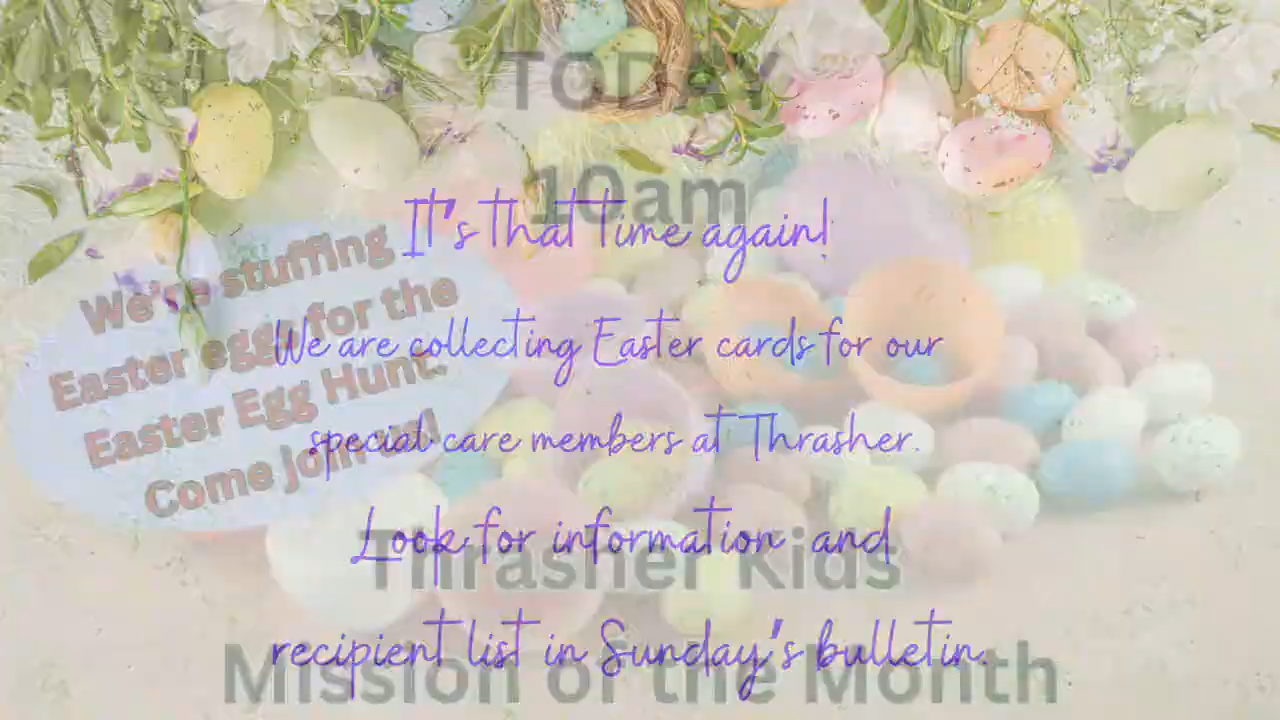 TODAY
10am
It's that time again!
We're stuffing
Easter eggs for the
Easter Egg Hunt.
Come join us!
We are collecting Easter cards for our
special care members at Thrasher.
Look for information and
recipient list in Sunday's bulletin.
Thrasher Kids
Mission of the Month